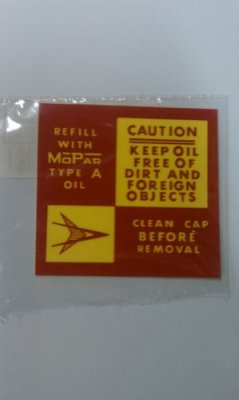 REFILL
WITH
MOPAR
TYPE A
OIL
CAUTION
KEEP OIL
FREE OF
DIRT AND
FOREIGN
OBJECTS
CLEAN CAP
BEFORE
REMOVAL